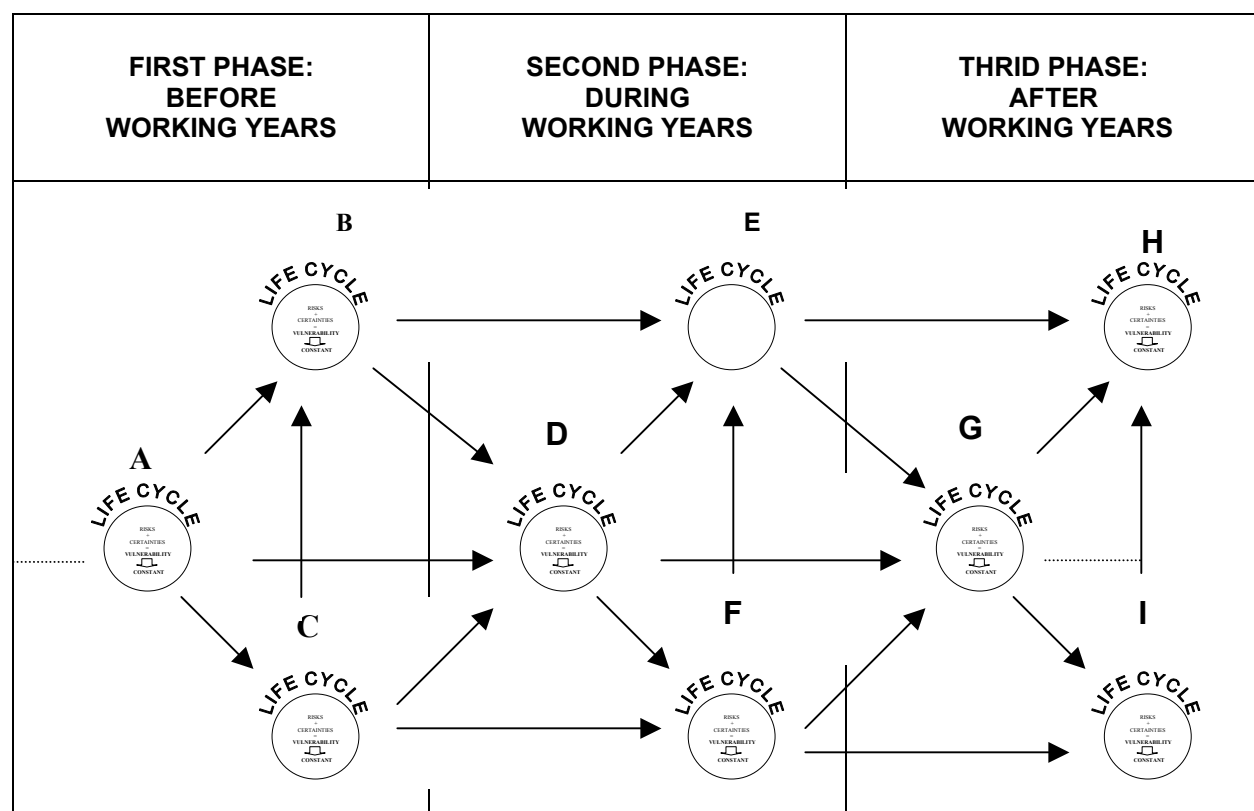 FIRST PHASE:
BEFORE
WORKING YEARS
SECOND PHASE:
DURING
WORKING YEARS
THRID PHASE:
AFTER
WORKING YEARS
B
LIFE CYCLE
RISKS
+
CERTAINTIES
=
VULNERABILITY
CONSTANT
E
LIFE CYCLE
H
LIFE CYCLE
RISKS
+
CERTAINTIES
=
VULNERABILITY
CONSTANT
A
LIFE CYCLE
RISKS
+
CERTAINTIES
=
VULNERABILITY
CONSTANT
D
LIFE CYCLE
RISKS
+
CERTAINTIES
=
VULNERABILITY
CONSTANT
G
LIFE CYCLE
RISKS
+
CERTAINTIES
=
VULNERABILITY
CONSTANT
C
LIFE CYCLE
RISKS
+
CERTAINTIES
=
VULNERABILITY
CONSTANT
F
LIFE CYCLE
RISKS
+
CERTAINTIES
=
VULNERABILITY
CONSTANT
I
LIFE CYCLE
RISKS
+
CERTAINTIES
=
VULNERABILITY
CONSTANT